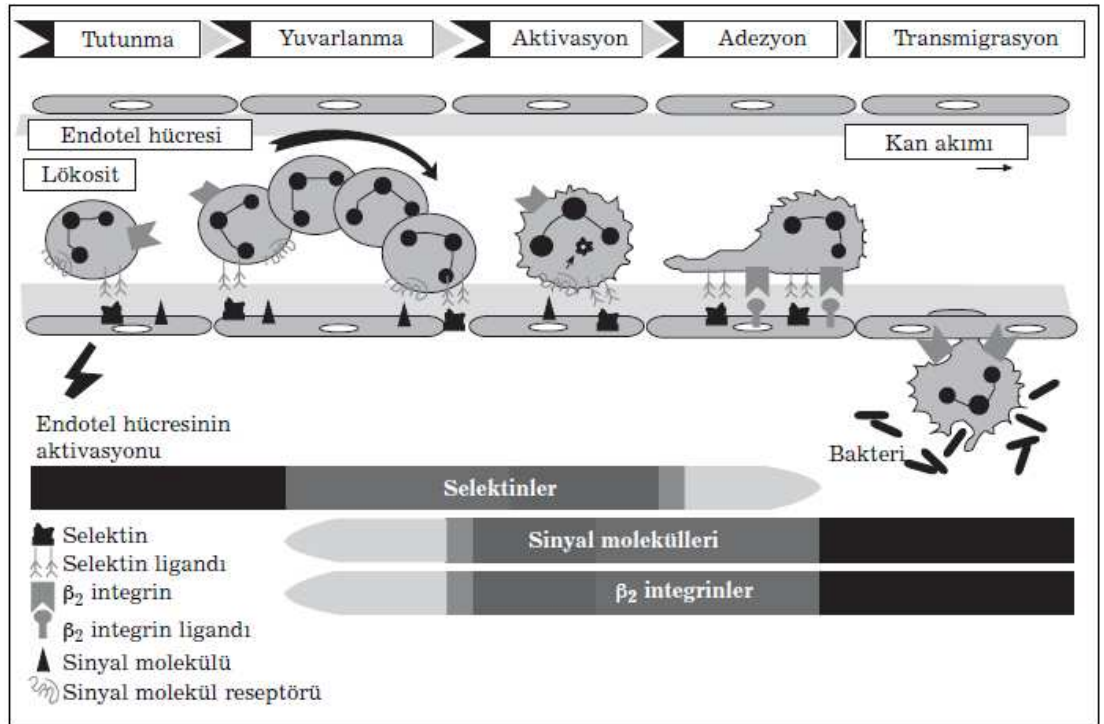 Tutunma
Yuvarlanma
Aktivasyon
Adezyon
Transmigrasyon
Endotel hücresi
Kan akımı
Lökosit
Endotel hücresinin
aktivasyonu
Bakteri
Selektinler
Sinyal molekülleri
β₂ integrinler
Selektin
Selektin ligandı
β₂ integrin
β₂ integrin ligandı
Sinyal molekülü
Sinyal molekül reseptörü